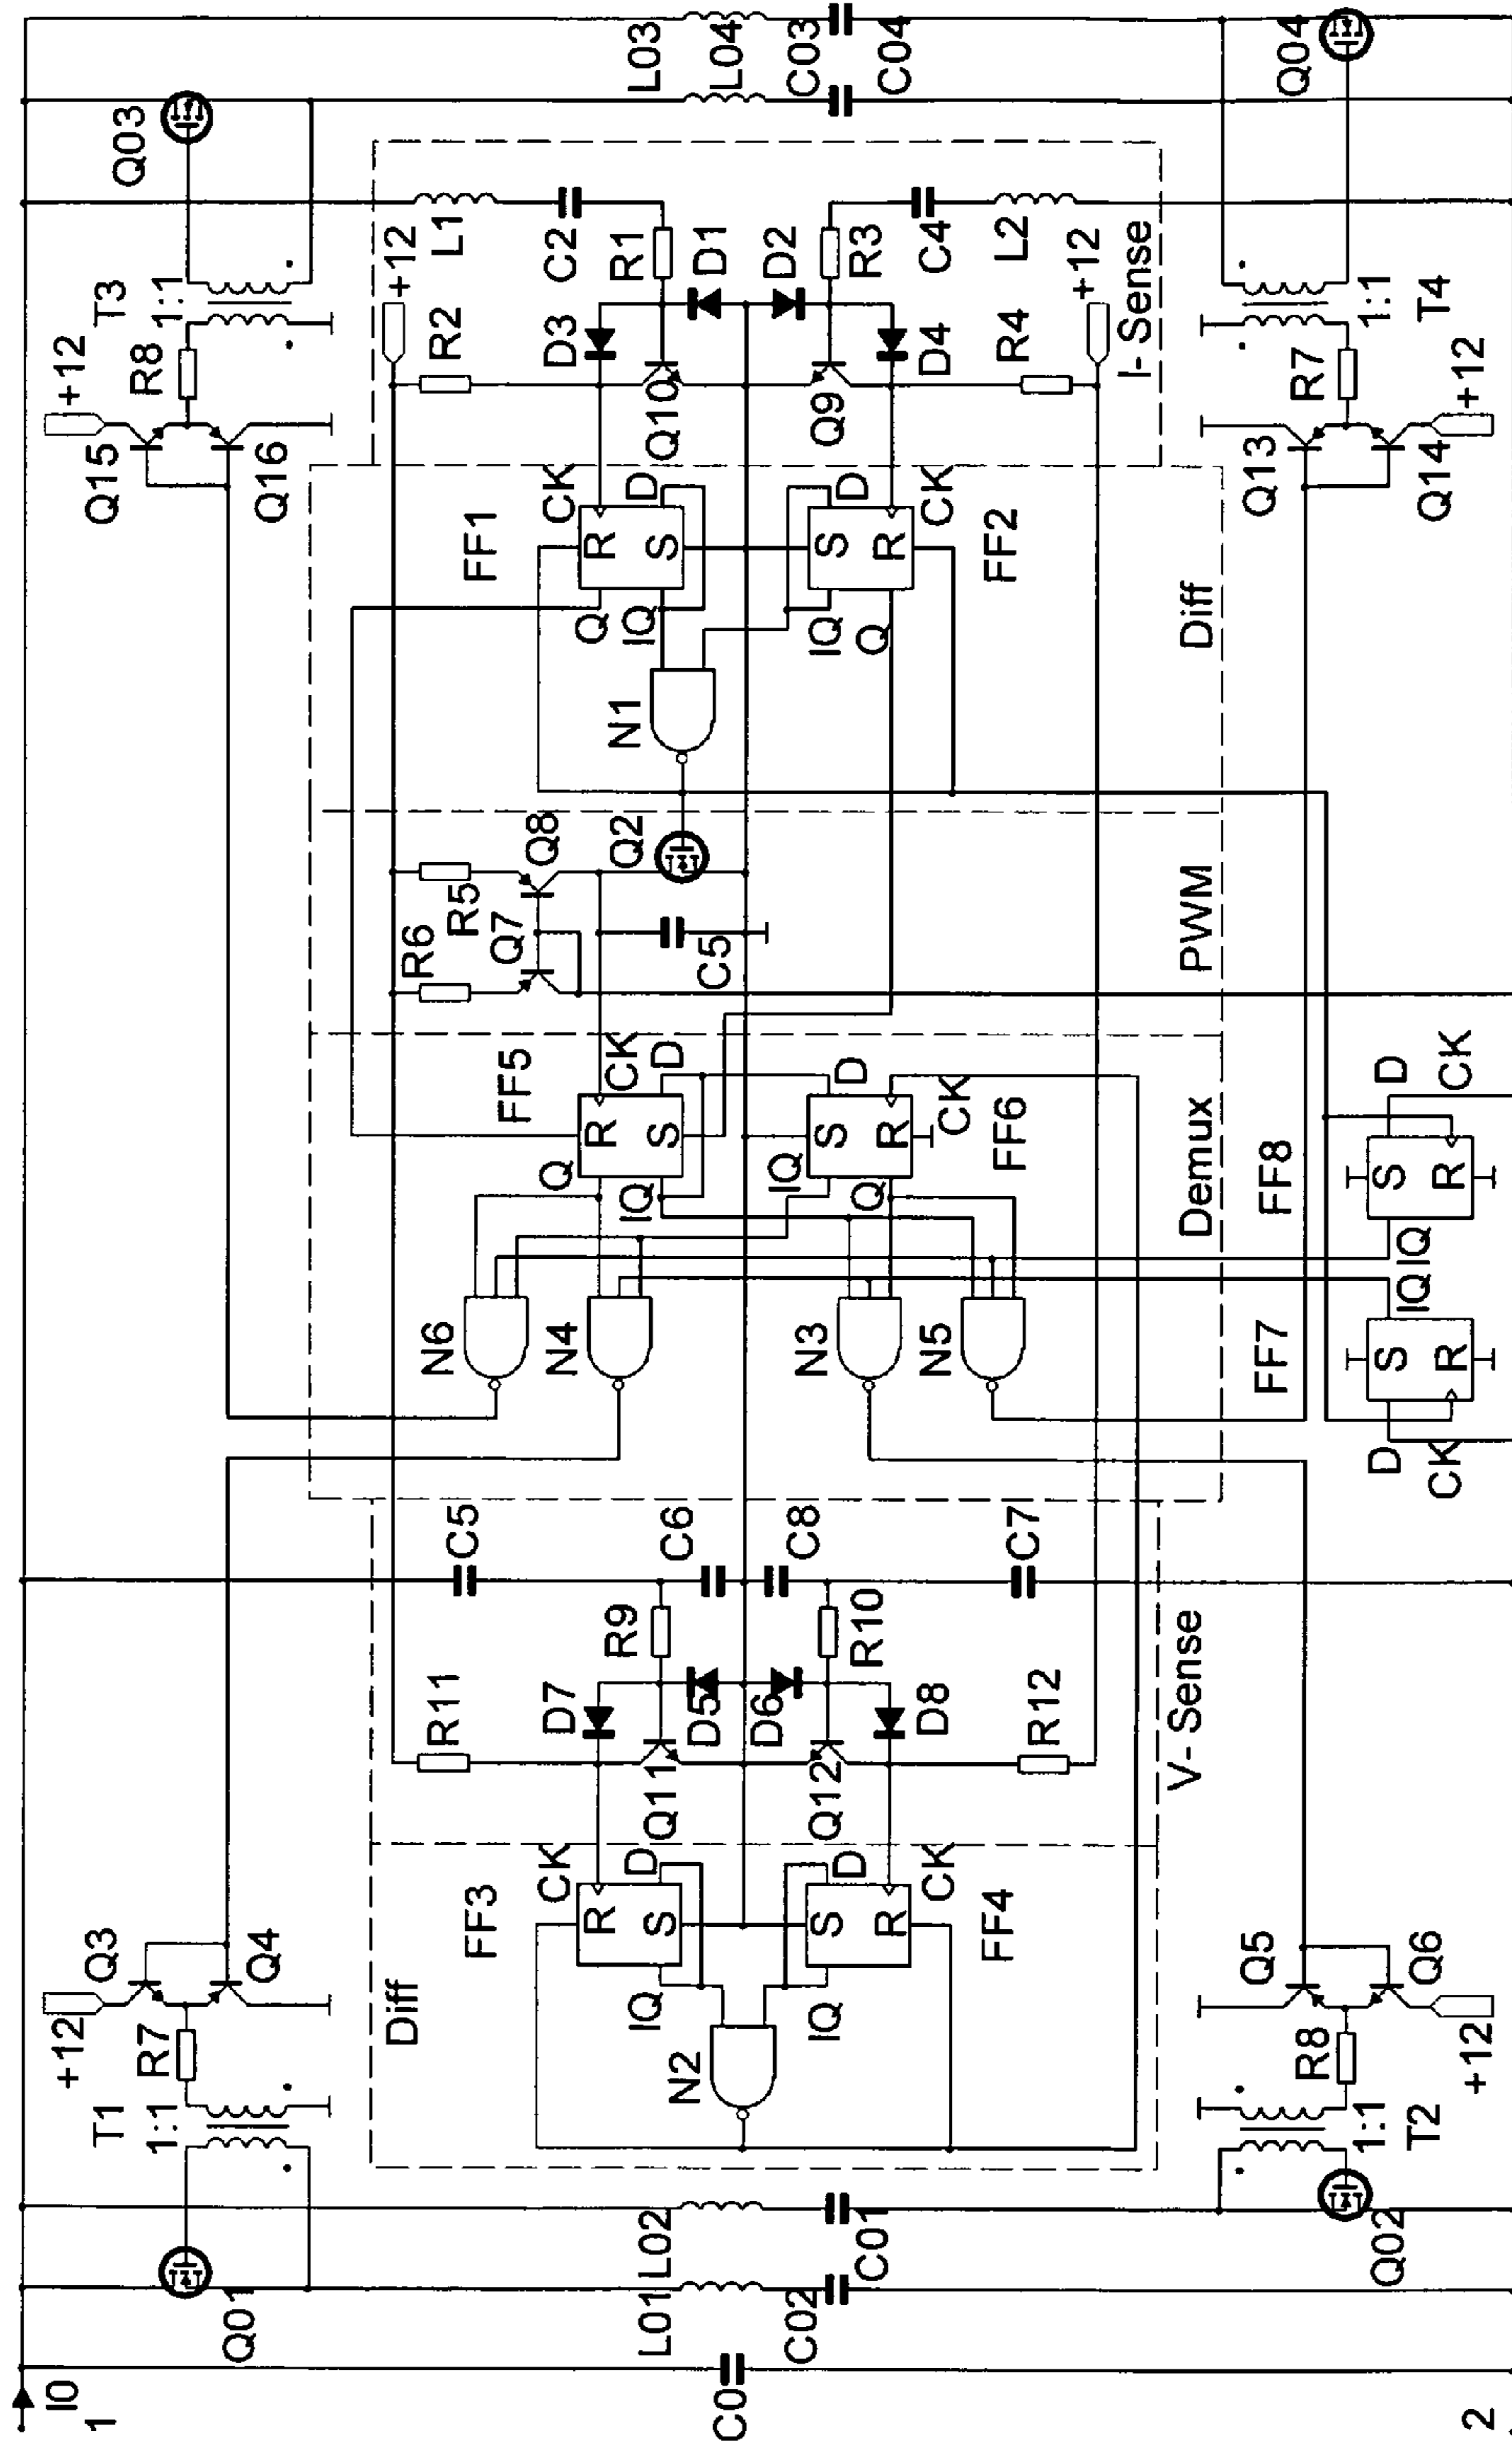 L03
L04
C03
C04
Q03
Q04
T3
1:1
+12
R8
Q15
Q16
+12
L1
C2
R1
D1
D2
R3
C4
L2
+12
R2
D3
Q10
Q9
D4
R4
I-Sense
T4
1:1
R7
+12
Q13
Q14
FF1
CK
D
R
S
Q
IQ
D
CK
S
R
IQ
Q
FF2
Diff
N1
Q2
Q8
R5
Q7
R6
C5
PWM
FF5
CK
D
R
S
Q
IQ
D
CK
S
R
IQ
Q
FF6
Demux
N6
N4
N3
N5
FF8
D
CK
S
R
IQ
FF7
IQ
S
R
D
CK
C5
C6
C8
C7
R9
R10
R11
D7
D5
D6
D8
R12
Q11
Q12
V-Sense
FF3
CK
D
R
S
IQ
D
CK
S
R
IQ
FF4
Diff
N2
Q3
Q4
+12
R7
T1
1:1
Q5
Q6
R8
+12
1:1
T2
Q01
L01
L02
C02
C01
Q02
C0
I0
1
2